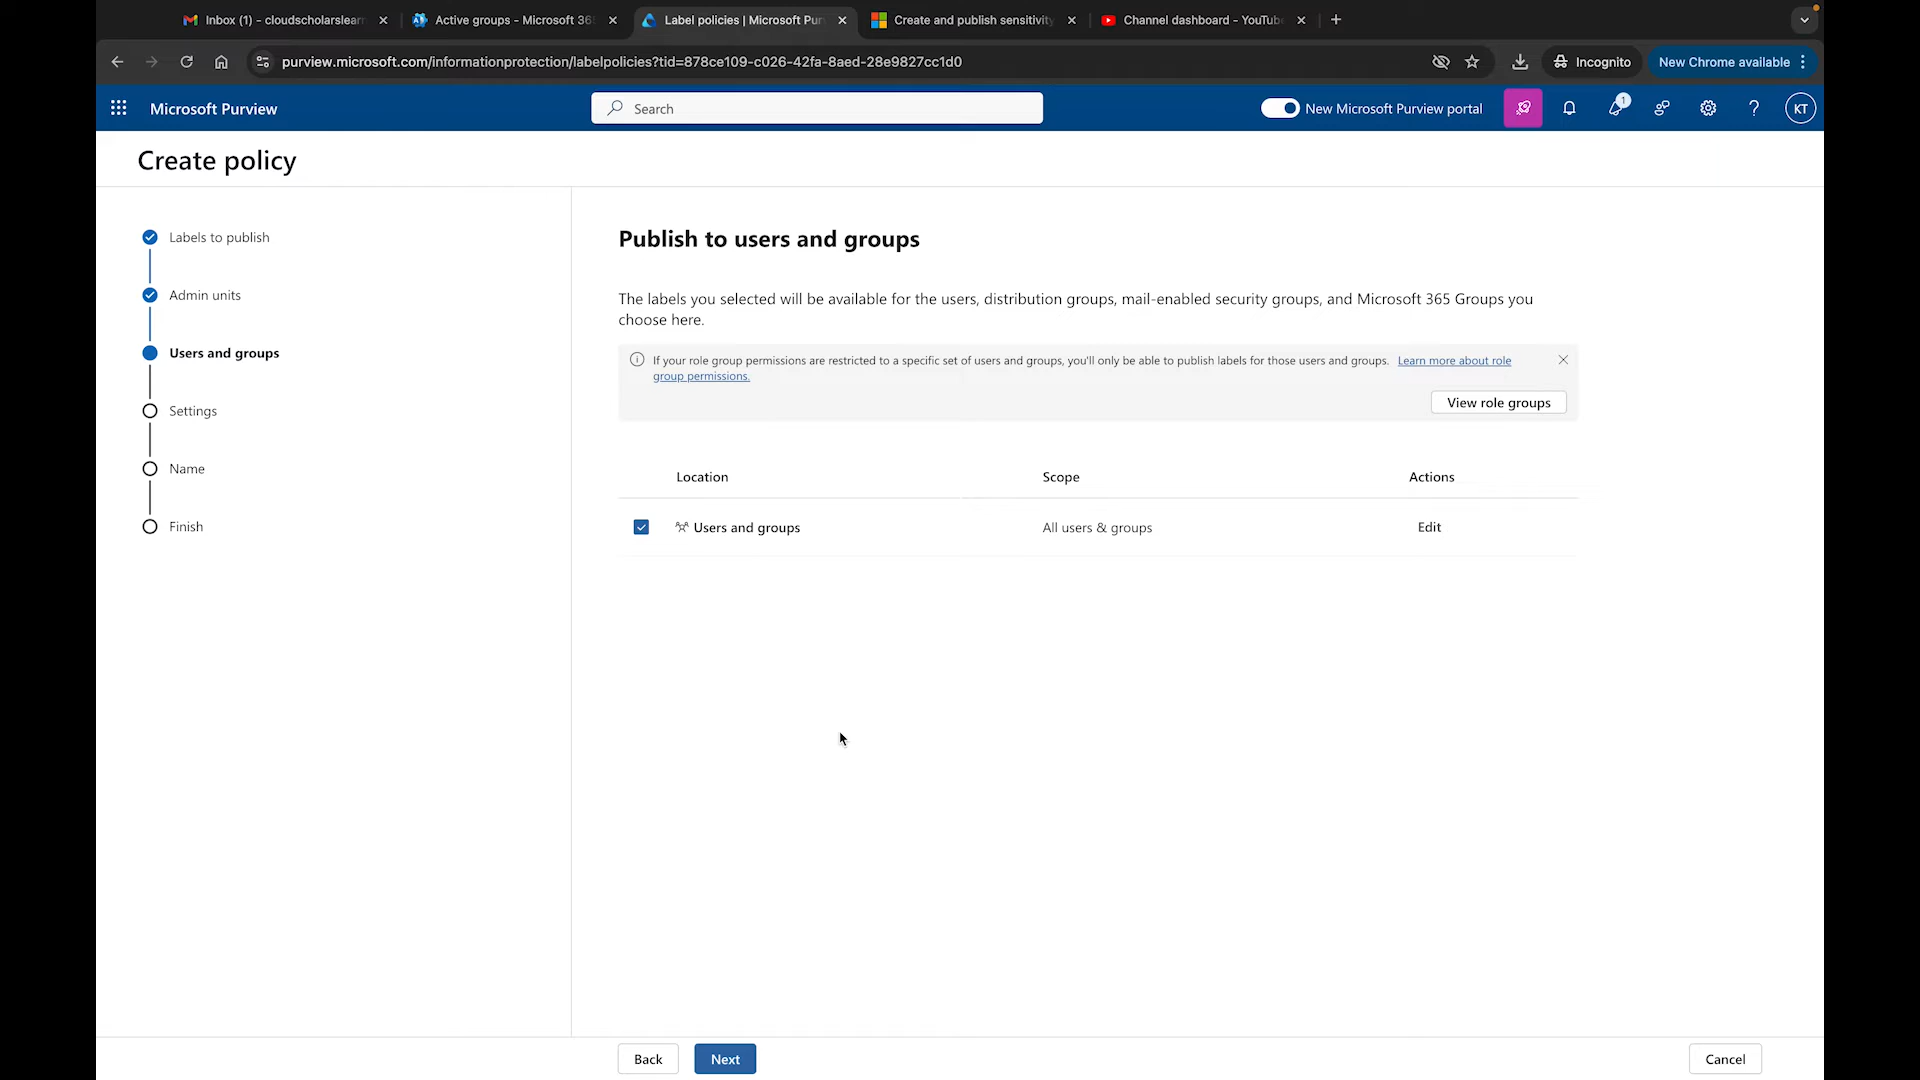 Inbox (1) - cloudscholarslearn
Active groups - Microsoft 365
Label policies | Microsoft Pur
Create and publish sensitivity
Channel dashboard - YouTube
purview.microsoft.com/informationprotection/labelpolicies?tid=878ce109-c026-42fa-8aed-28e9827cc1d0
Incognito
New Chrome available
Microsoft Purview
Search
New Microsoft Purview portal
1
KT
Create policy
Labels to publish
Admin units
Users and groups
Settings
Name
Finish
Publish to users and groups
The labels you selected will be available for the users, distribution groups, mail-enabled security groups, and Microsoft 365 Groups you
choose here.
If your role group permissions are restricted to a specific set of users and groups, you'll only be able to publish labels for those users and groups. Learn more about role
group permissions.
View role groups
Location Scope Actions
Users and groups All users & groups Edit
Back
Next
Cancel